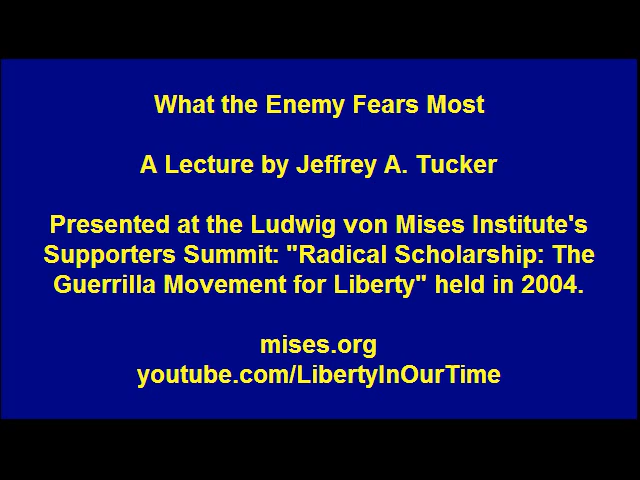 What the Enemy Fears Most
A Lecture by Jeffrey A. Tucker
Presented at the Ludwig von Mises Institute's
Supporters Summit: "Radical Scholarship: The
Guerrilla Movement for Liberty" held in 2004.
mises.org
youtube.com/LibertyInOurTime